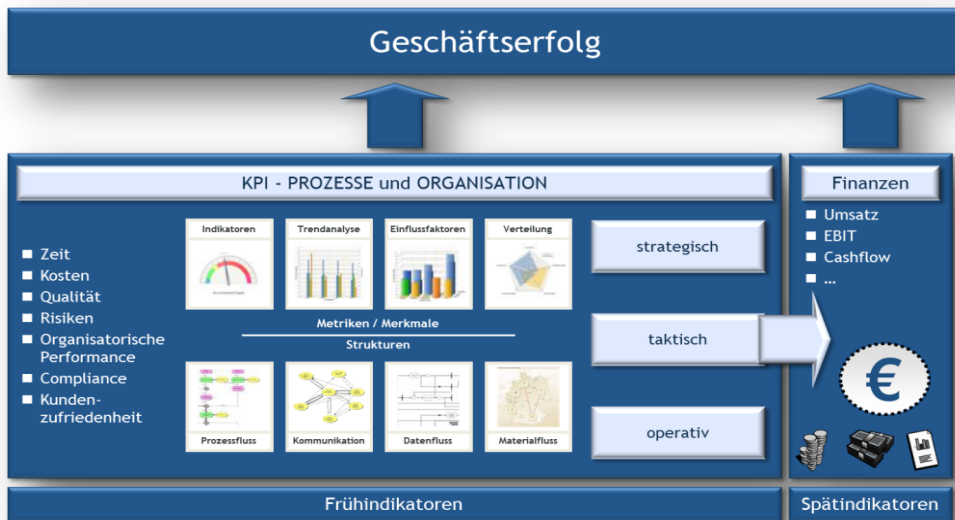 Geschäftserfolg
KPI - PROZESSE und ORGANISATION
Finanzen
Zeit
Kosten
Qualität
Risiken
Organisatorische
Performance
Compliance
Kunden-
zufriedenheit
Indikatoren
Trendanalyse
Einflussfaktoren
Verteilung
Metriken / Merkmale
Strukturen
Prozessfluss
Kommunikation
Datenfluss
Materialfluss
strategisch
taktisch
operativ
Umsatz
EBIT
Cashflow
...
€
Frühindikatoren
Spätindikatoren